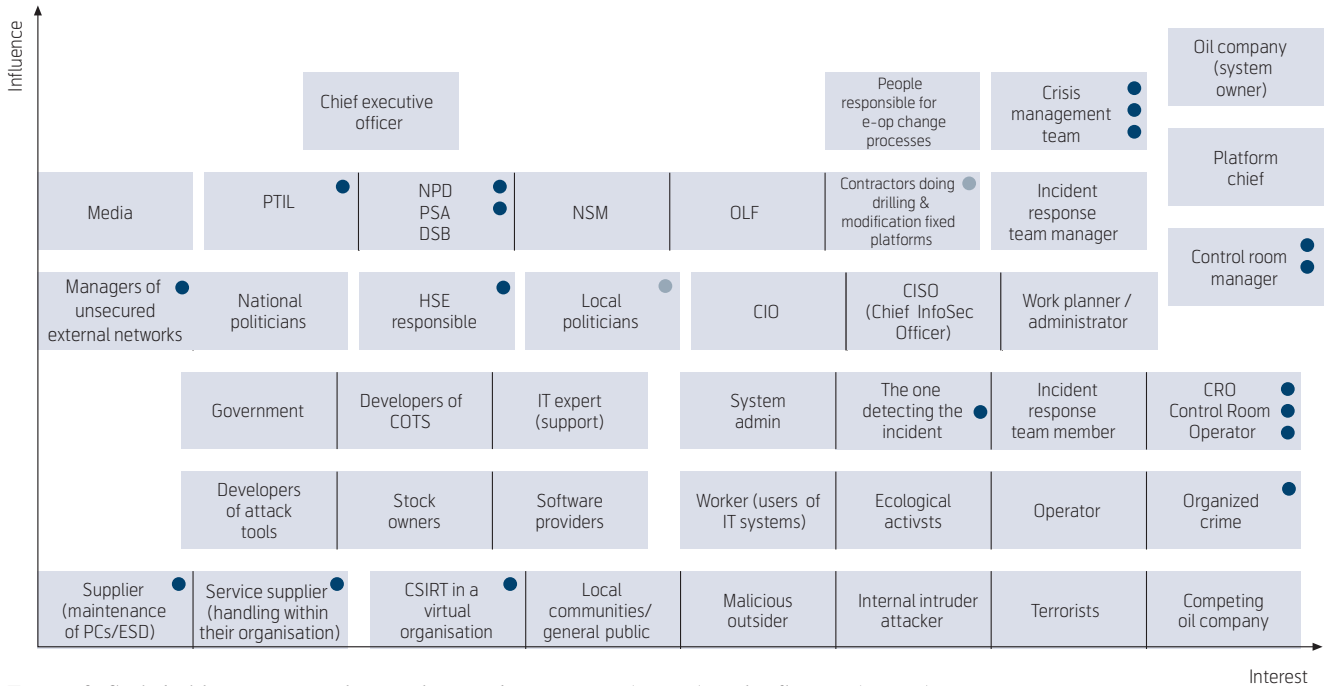 Influence
Oil company
(system
owner)
Chief executive
officer
People
responsible for
e-op change
processes
Crisis
management
team
Platform
chief
Media
PTIL
NPD
PSA
DSB
NSM
OLF
Contractors doing
drilling &
modification fixed
platforms
Incident
response
team manager
Control room
manager
Managers of
unsecured
external networks
National
politicians
HSE
responsible
Local
politicians
CIO
CISO
(Chief InfoSec
Officer)
Work planner /
administrator
Government
Developers of
COTS
IT expert
(support)
System
admin
The one
detecting the
incident
Incident
response
team member
CRO
Control Room
Operator
Developers
of attack
tools
Stock
owners
Software
providers
Worker (users of
IT systems)
Ecological
activsts
Operator
Organized
crime
Supplier
(maintenance
of PCs/ESD)
Service supplier
(handling within
their organisation)
CSIRT in a
virtual
organisation
Local
communities/
general public
Malicious
outsider
Internal intruder
attacker
Terrorists
Competing
oil company
Interest